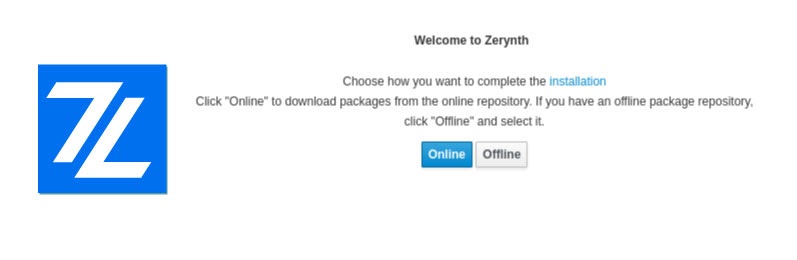 Welcome to Zerynth
Choose how you want to complete the installation
Click "Online" to download packages from the online repository. If you have an offline package repository,
click "Offline" and select it.
Online Offline